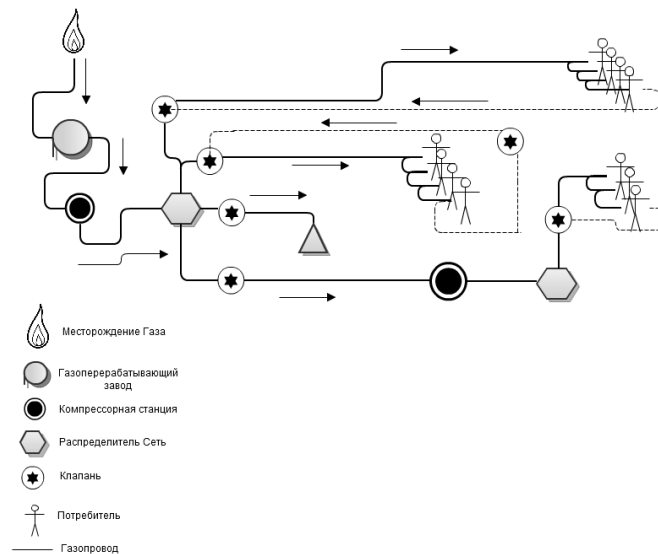 Месторождение Газа
Газоперерабатывающий
завод
Компрессорная станция
Распределитель Сеть
Клапань
Потребитель
Газопровод